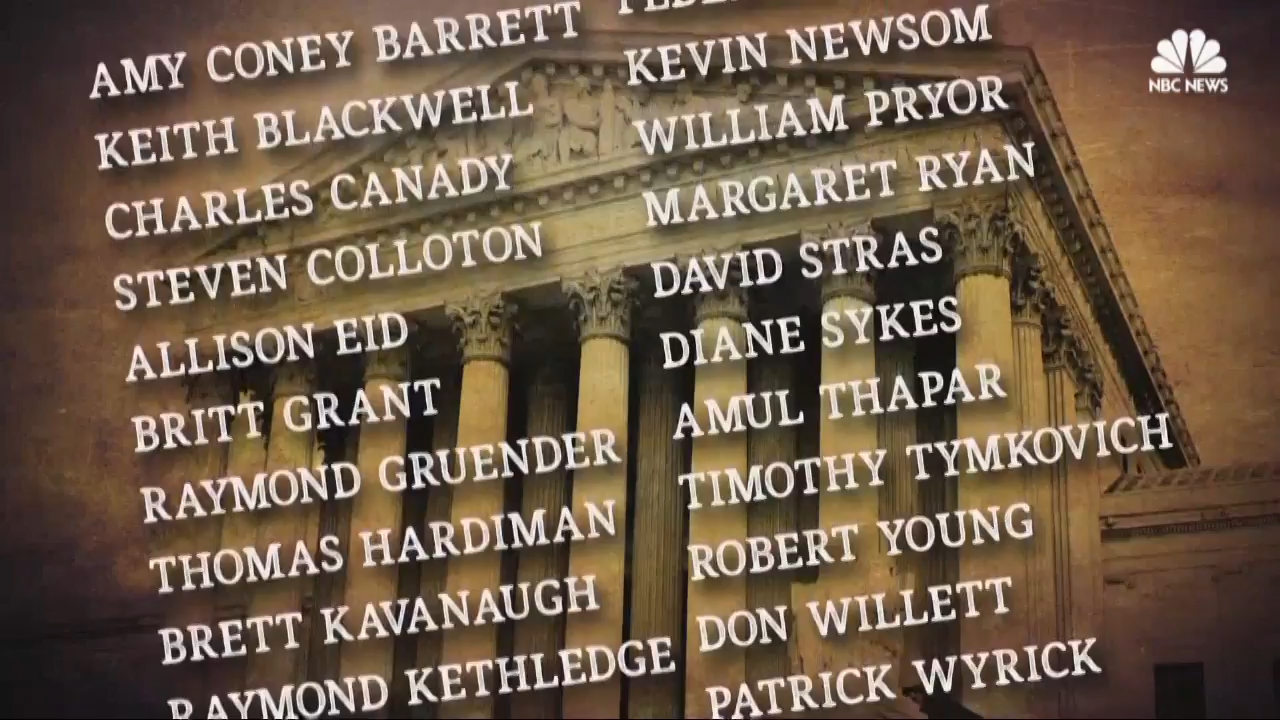 AMY CONEY BARRETT
KEITH BLACKWELL
CHARLES CANADY
STEVEN COLLOTON
ALLISON EID
BRITT GRANT
RAYMOND GRUENDER
THOMAS HARDIMAN
BRETT KAVANAUGH
RAYMOND KETHLEDGE
KEVIN NEWSOM
WILLIAM PRYOR
MARGARET RYAN
DAVID STRAS
DIANE SYKES
AMUL THAPAR
TIMOTHY TYMKOVICH
ROBERT YOUNG
DON WILLETT
PATRICK WYRICK
NBC NEWS